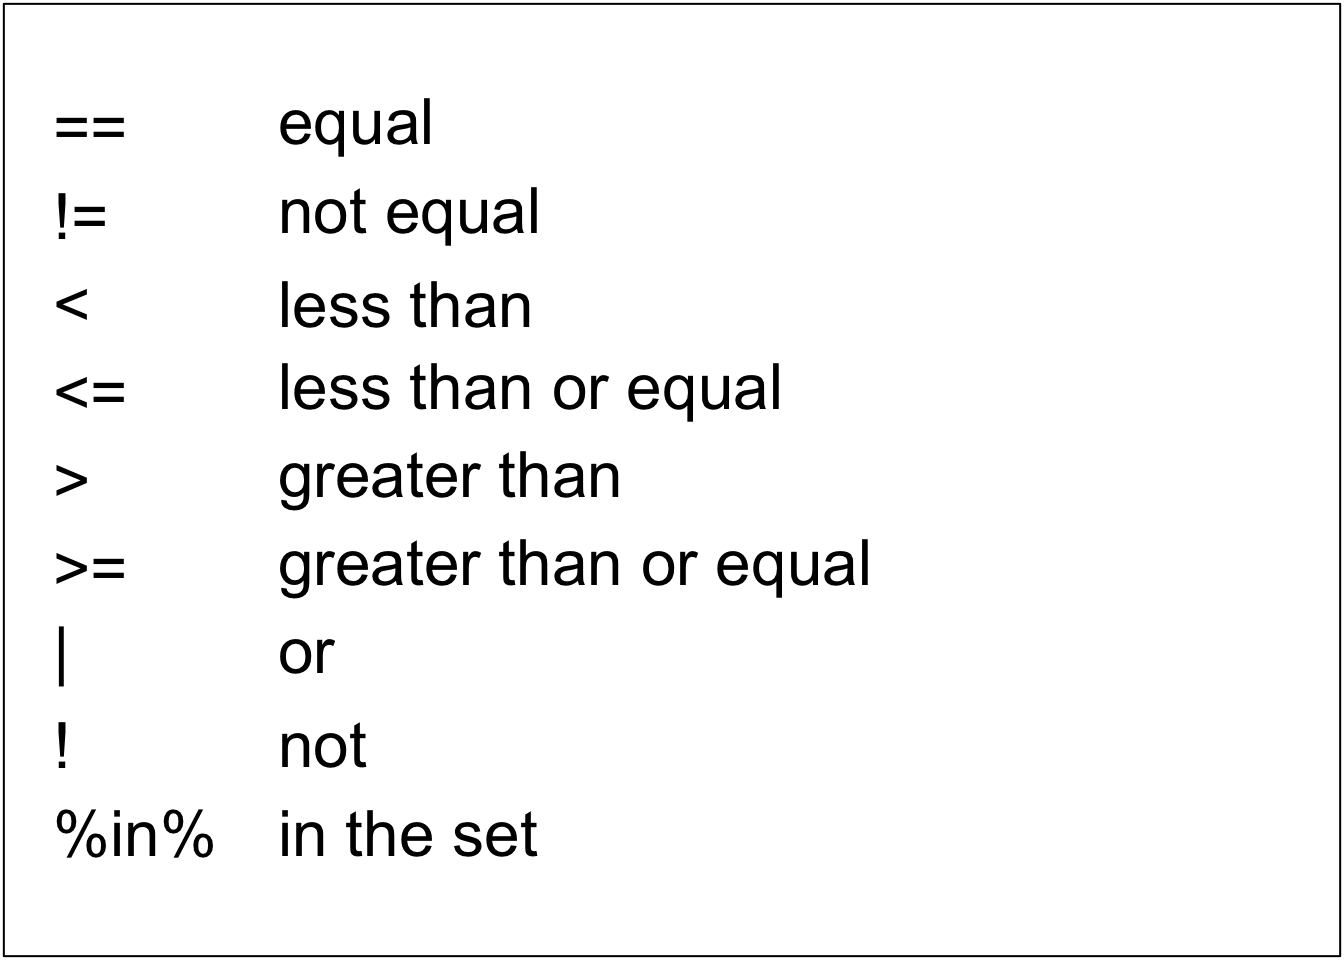 == equal
!= not equal
< less than
<= less than or equal
> greater than
>= greater than or equal
| or
! not
%in% in the set